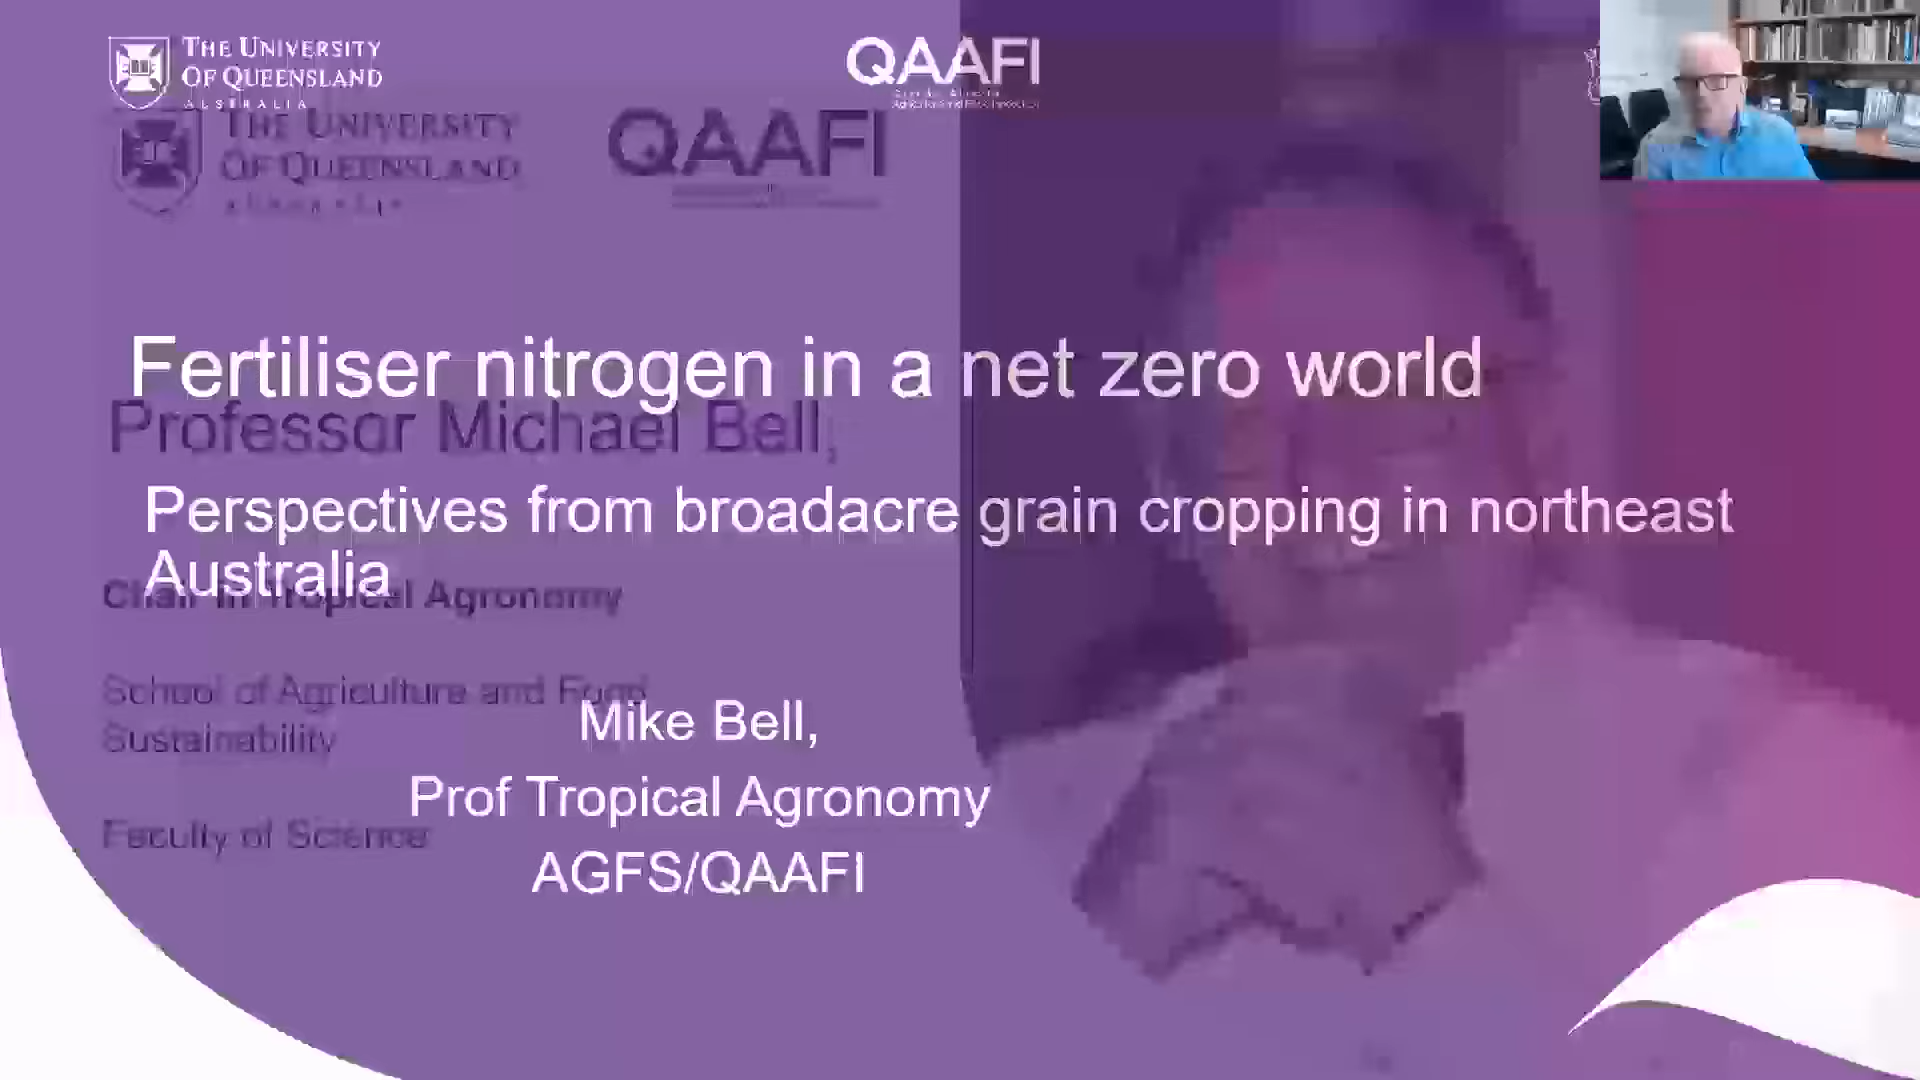 THE UNIVERSITY
OF QUEENSLAND
AUSTRALIA
QAAFI
THE UNIVERSITY
OF QUEENSLAND
QAAFI
Fertiliser nitrogen in a net zero world
Professor Michael Bell,
Perspectives from broadacre grain cropping in northeast
Australia
Chair in Tropical Agronomy
School of Agriculture and Food
Sustainability
Mike Bell,
Prof Tropical Agronomy
Faculty of Science
AGFS/QAAFI